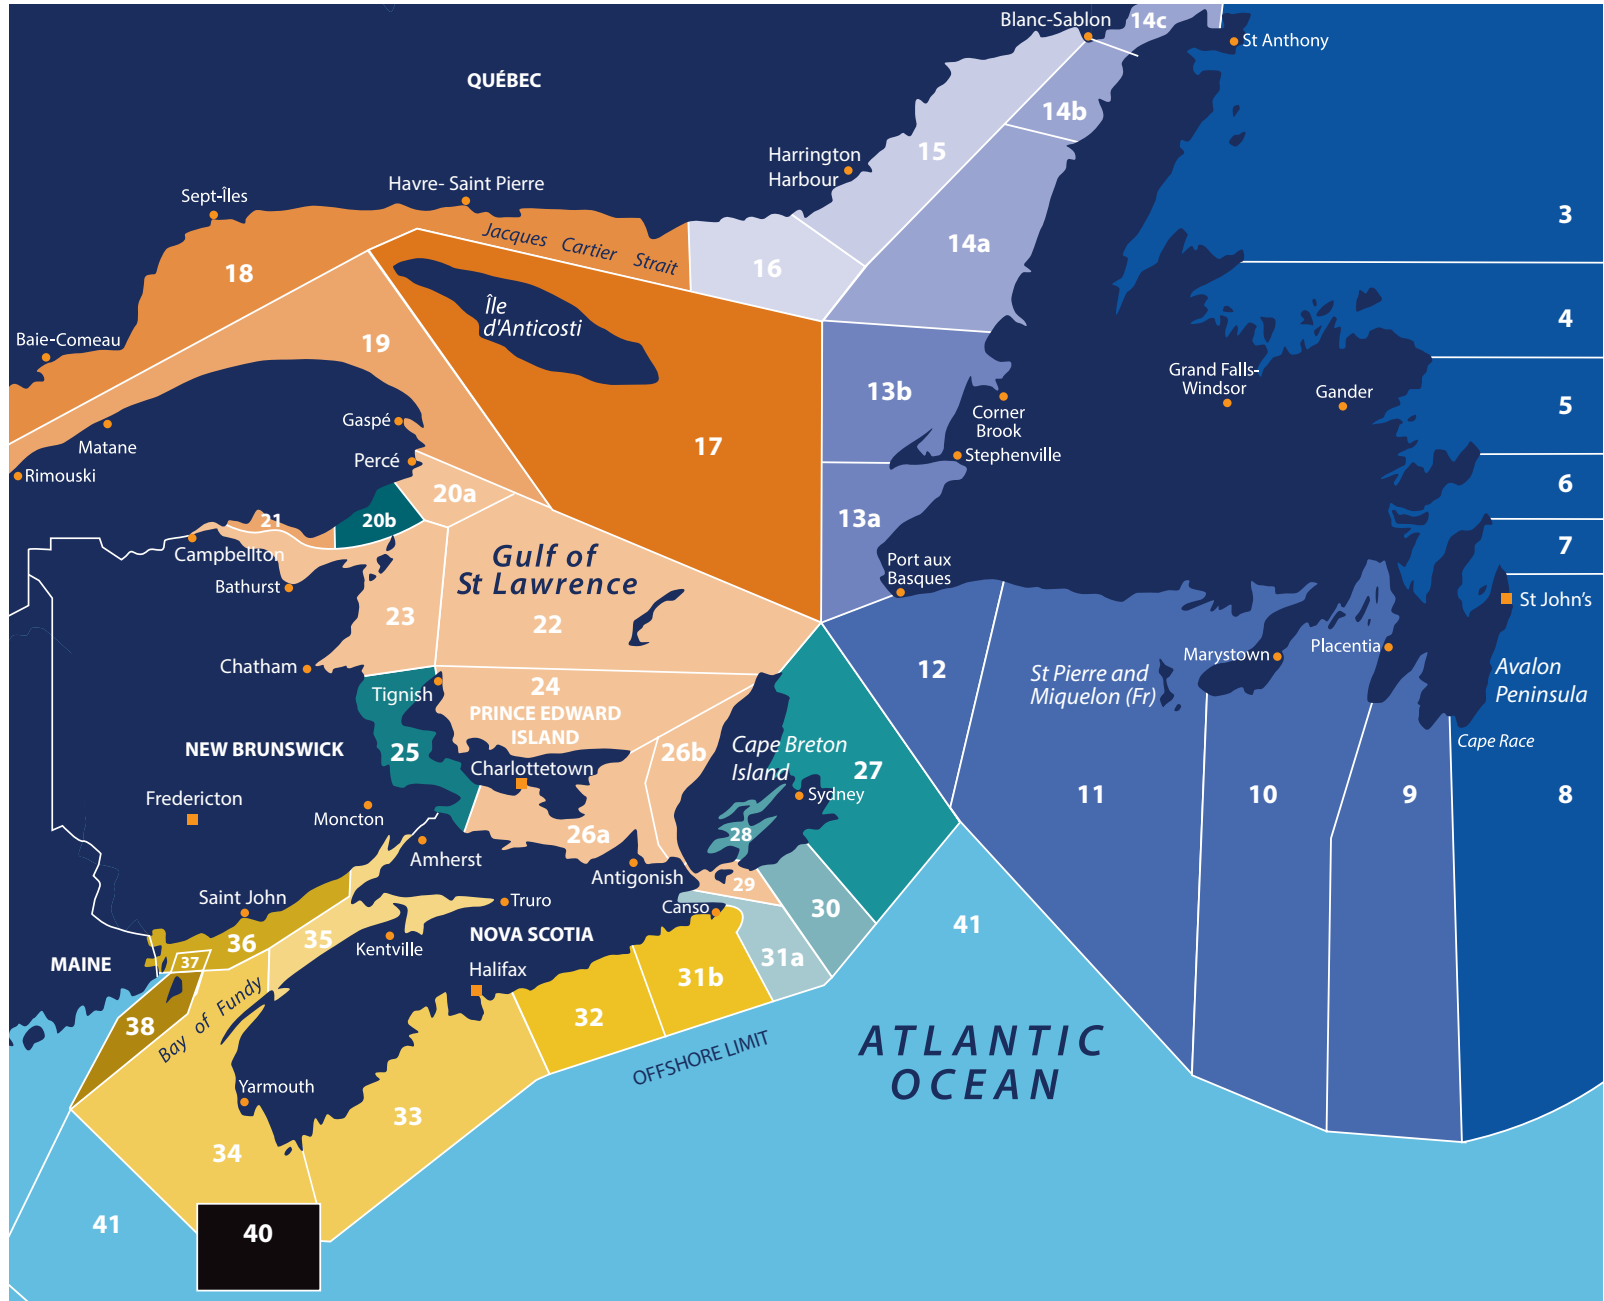 Blanc-Sablon
14c
St Anthony
QUÉBEC
14b
15
Harrington
Harbour
Havre- Saint Pierre
Sept-Îles
3
Jacques Cartier Strait
14a
16
18
Île
d'Anticosti
4
Baie-Comeau
19
Grand Falls-
Windsor
13b
Gander
5
Corner
Brook
Gaspé
Matane
17
Stephenville
Percé
Rimouski
6
20a
21
20b
13a
7
Campbellton
Gulf of
St Lawrence
Port aux
Basques
Bathurst
St John's
23
22
Placentia
Marystown
Chatham
12
St Pierre and
Miquelon (Fr)
Avalon
Peninsula
Tignish
24
PRINCE EDWARD
ISLAND
Cape Race
NEW BRUNSWICK
25
26b
Cape Breton
Island
27
Charlottetown
Sydney
11
10
9
8
Fredericton
Moncton
26a
28
Amherst
Antigonish
29
Saint John
Truro
Canso
30
41
36
35
NOVA SCOTIA
Kentville
37
MAINE
31a
Halifax
31b
Bay of Fundy
38
32
ATLANTIC
OCEAN
OFFSHORE LIMIT
Yarmouth
33
34
41
40